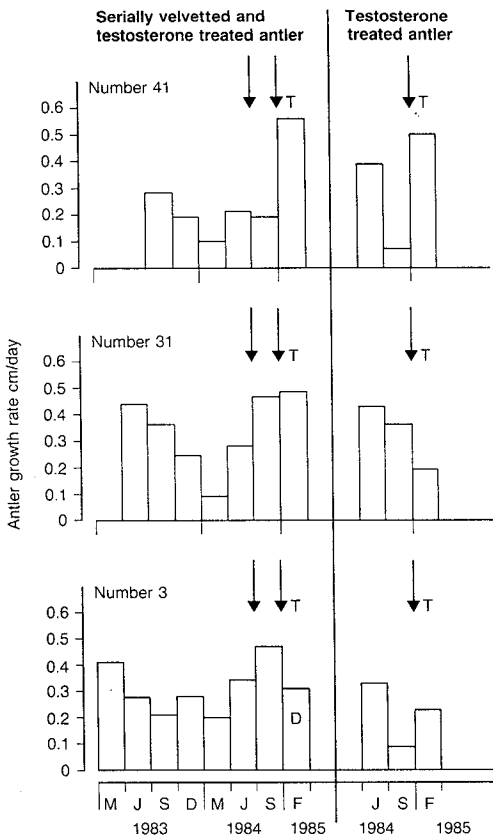 Serially velvetted and
testosterone treated antler
Testosterone
treated antler
Number 41
T
T
0.6
0.5
0.4
0.3
0.2
0.1
0
Antler growth rate cm/day
Number 31
T
T
0.6
0.5
0.4
0.3
0.2
0.1
0
Number 3
T
T
0.6
0.5
0.4
0.3
0.2
0.1
0
D
M J S D M J S F J S F
1983 1984 1985 1984 1985